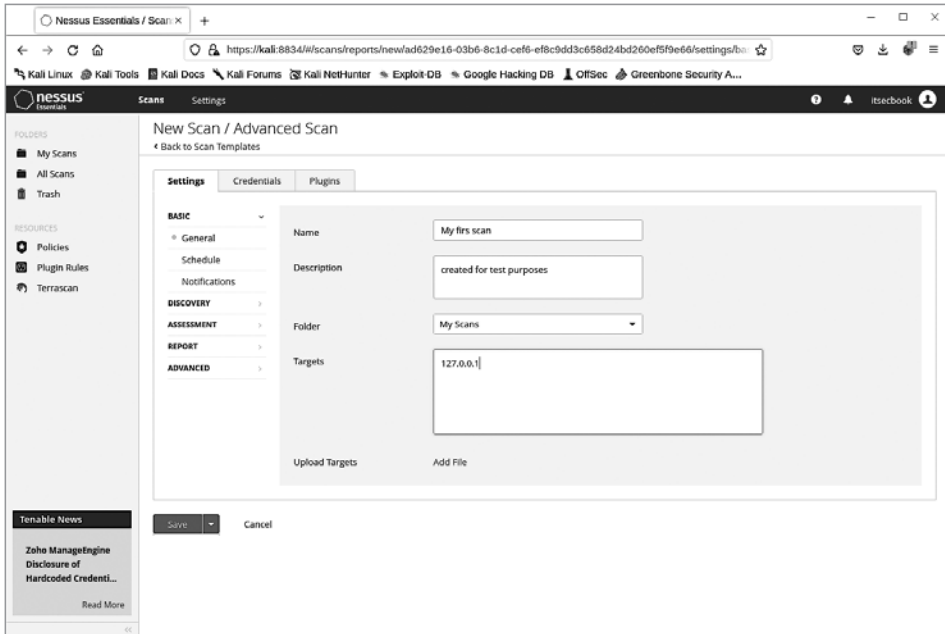 Nessus Essentials / Scan
https://kali:8834/#/scans/reports/new/ad629e16-03b6-8c1d-cef6-ef8c9dd3c658d24bd260ef5f9e66/settings/ba
Kali Linux Kali Tools Kali Docs Kali Forums Kali NetHunter Exploit-DB Google Hacking DB OffSec Greenbone Security A...
nessus Essentials Scans Settings itsecbook
FOLDERS
My Scans
All Scans
Trash
RESOURCES
Policies
Plugin Rules
Terrascan
Tenable News
Zoho ManageEngine
Disclosure of
Hardcoded Credenti...
Read More
New Scan / Advanced Scan
Back to Scan Templates
Settings Credentials Plugins
BASIC
General
Schedule
Notifications
DISCOVERY
ASSESSMENT
REPORT
ADVANCED
Name My firs scan
Description created for test purposes
Folder My Scans
Targets 127.0.0.1
Upload Targets Add File
Save Cancel